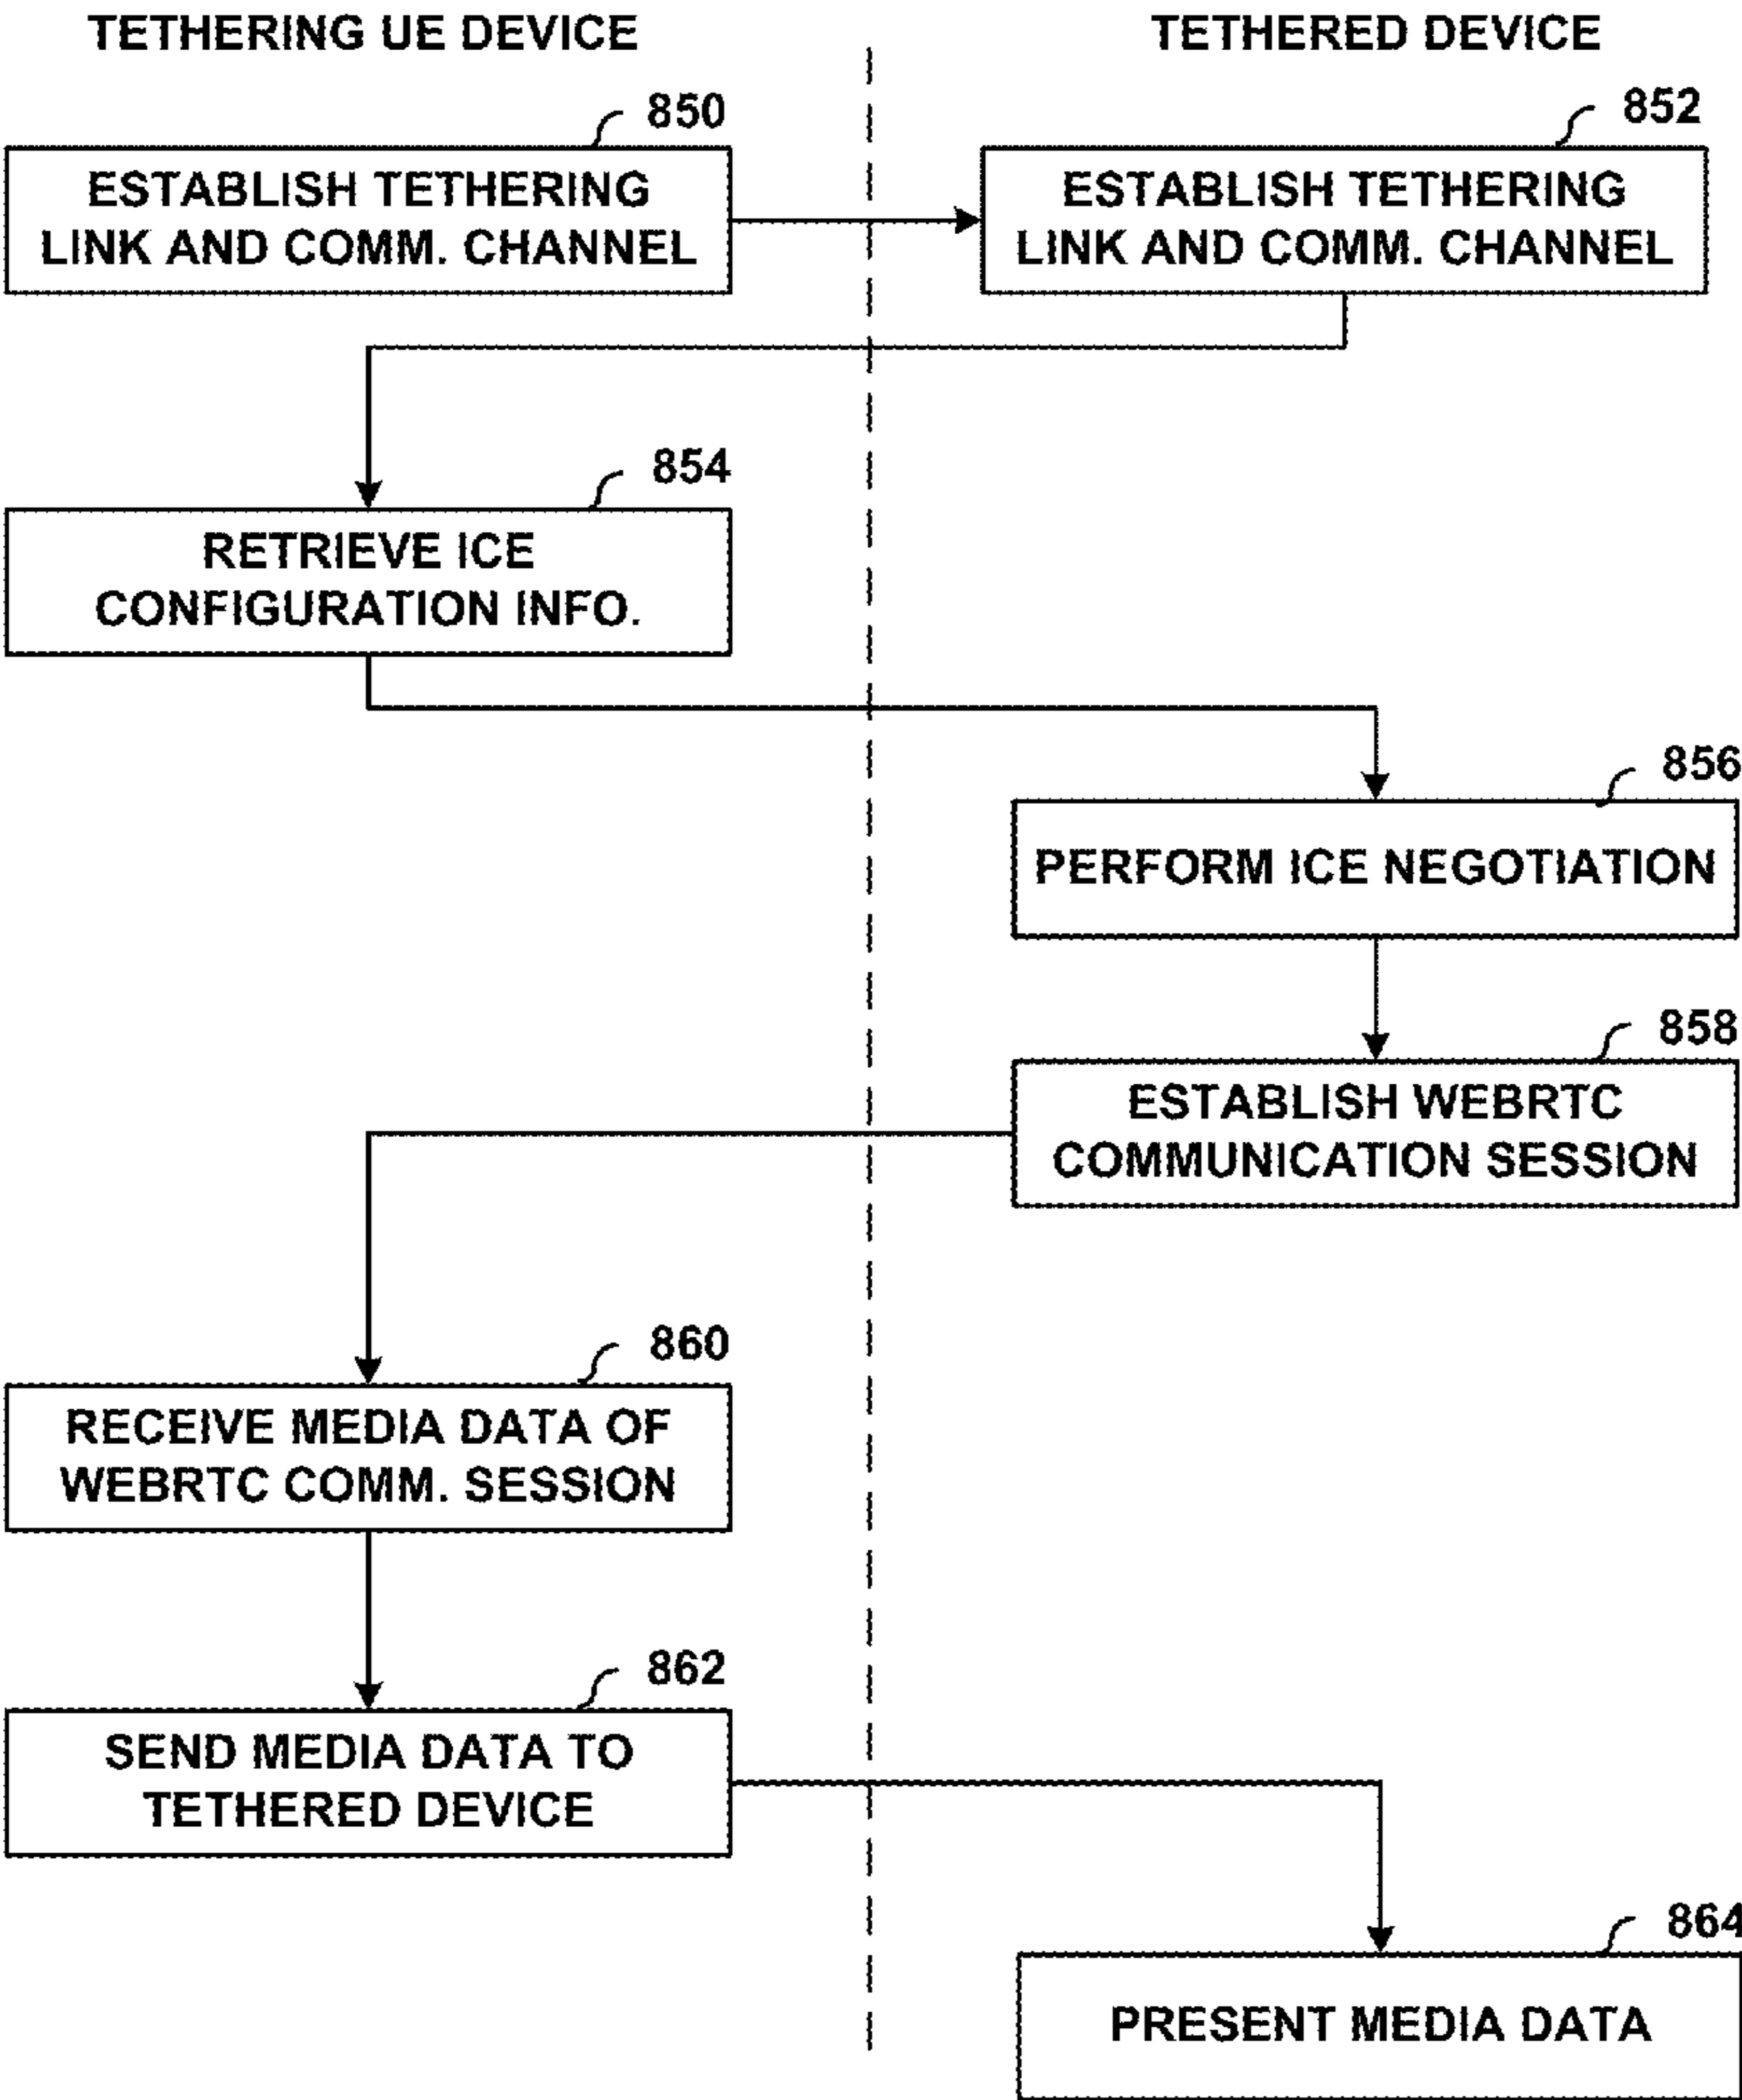 TETHERING UE DEVICE
TETHERED DEVICE
850
ESTABLISH TETHERING
LINK AND COMM. CHANNEL
852
ESTABLISH TETHERING
LINK AND COMM. CHANNEL
854
RETRIEVE ICE
CONFIGURATION INFO.
856
PERFORM ICE NEGOTIATION
858
ESTABLISH WEBRTC
COMMUNICATION SESSION
860
RECEIVE MEDIA DATA OF
WEBRTC COMM. SESSION
862
SEND MEDIA DATA TO
TETHERED DEVICE
864
PRESENT MEDIA DATA